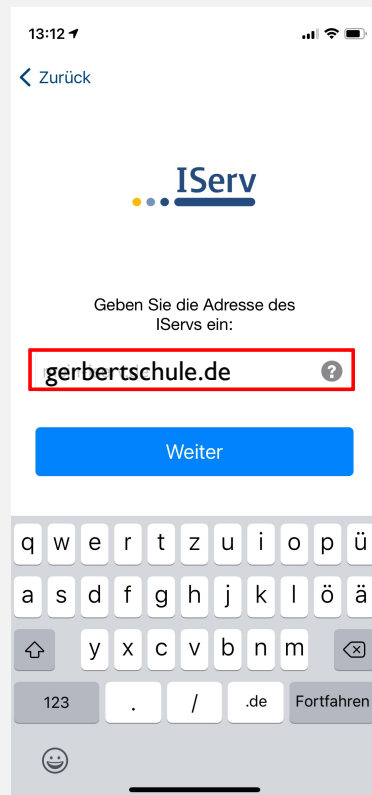 13:12
Zurück
IServ
Geben Sie die Adresse des
IServs ein:
gerbertschule.de
?
Weiter
q w e r t z u i o p ü
a s d f g h j k l ö ä
y x c v b n m
123 . / .de Fortfahren